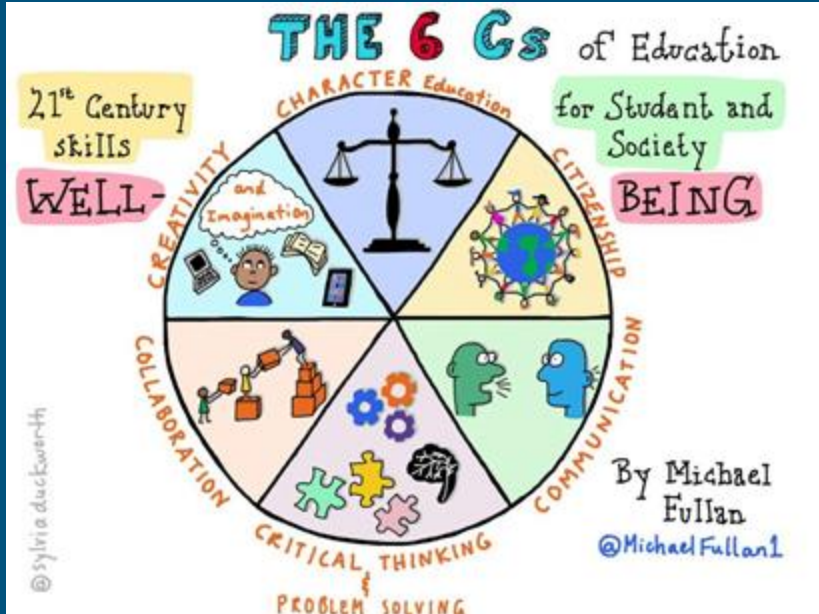 THE 6 Cs of Education
21st Century
skills
WELL-
for Student and
Society
BEING
CHARACTER Education
CITIZENSHIP
COMMUNICATION
CRITICAL THINKING
&
PROBLEM SOLVING
COLLABORATION
CREATIVITY
and
Imagination
By Michael
Fullan
@MichaelFullan1
@sylviaduckworth